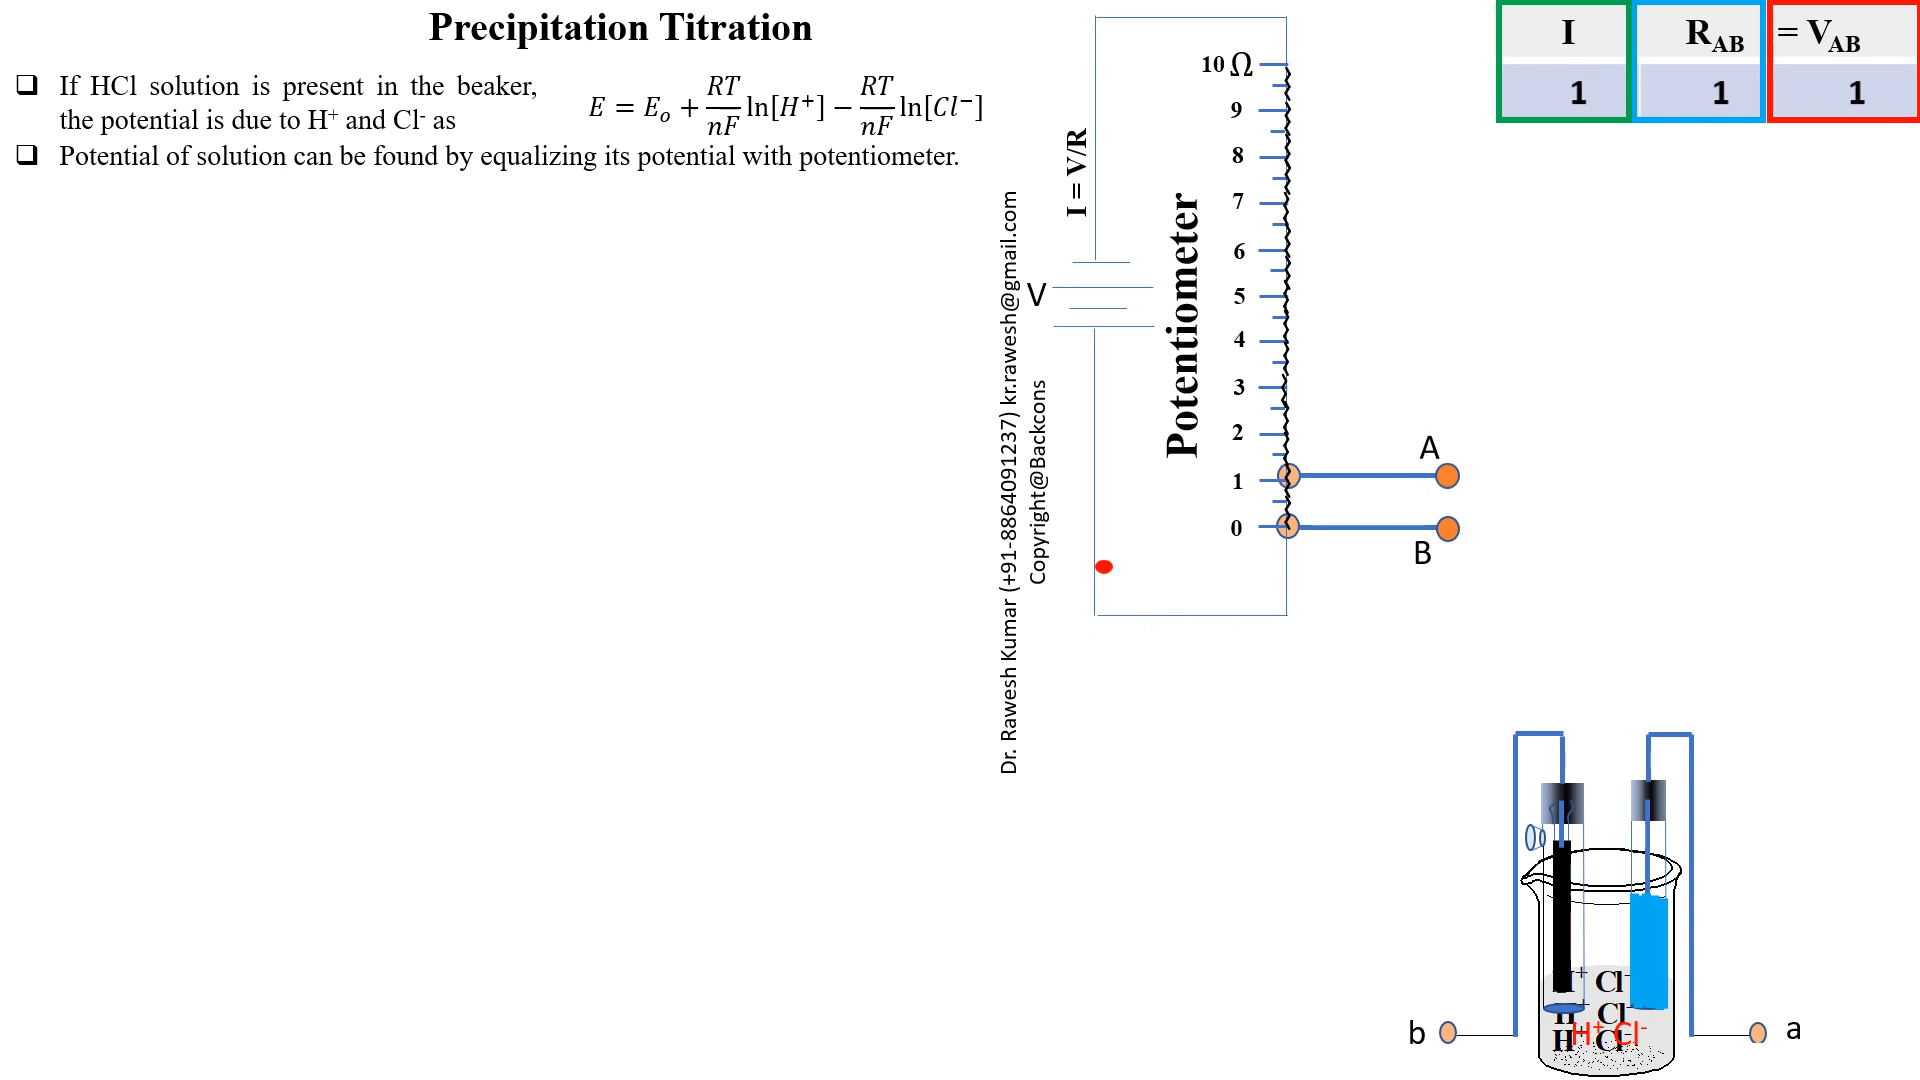 Precipitation Titration
❑ If HCl solution is present in the beaker,
the potential is due to H⁺ and Cl⁻ as
E = Eₒ + RT/nF ln[H⁺] − RT/nF ln[Cl⁻]
❑ Potential of solution can be found by equalizing its potential with potentiometer.
I R_AB = V_AB
1 1 1
I = V/R
V
Potentiometer
10 Ω
9
8
7
6
5
4
3
2
1
0
A
B
Dr. Rawesh Kumar (+91-8864091237) kr.rawesh@gmail.com
Copyright@Backcons
H⁺ Cl⁻
H⁺ Cl⁻
H⁺ Cl⁻
H⁺ Cl⁻
b
a